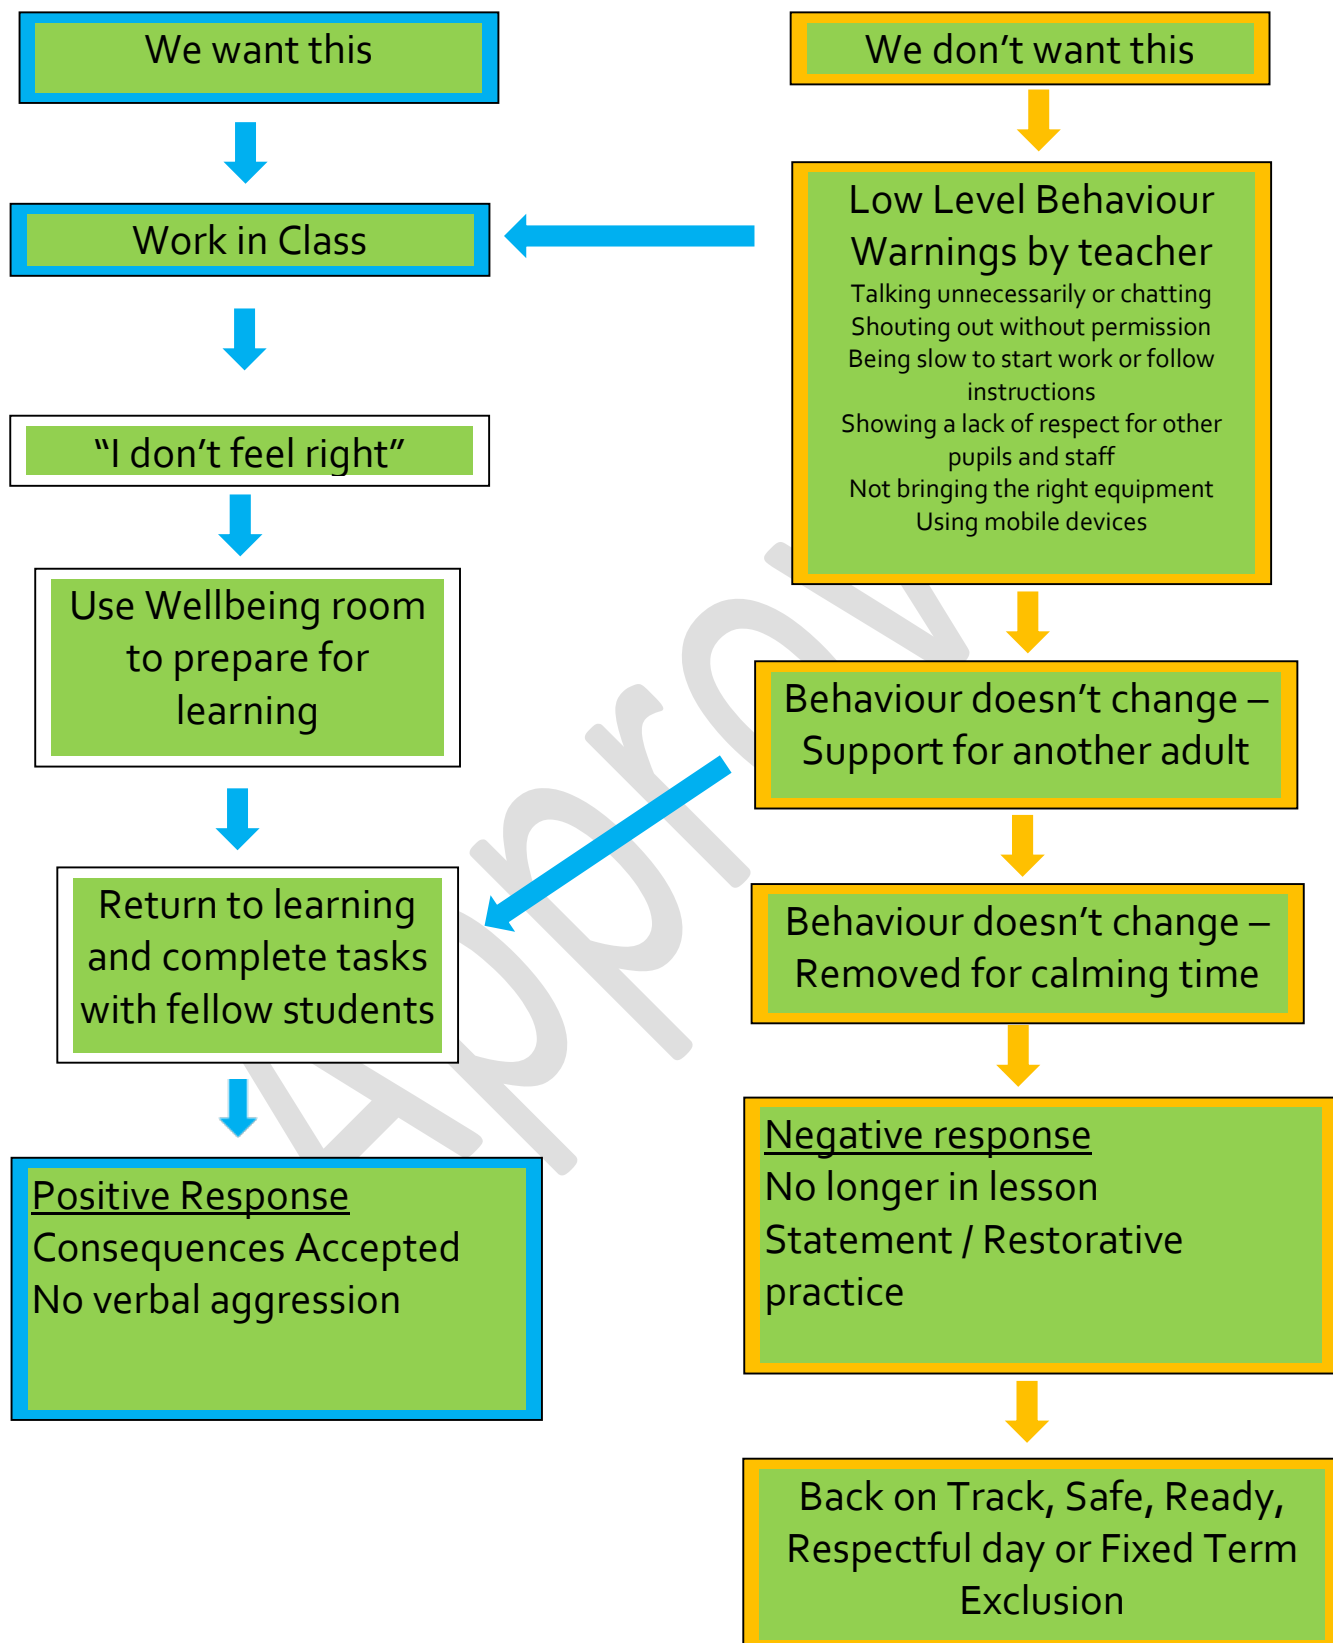 We want this
Work in Class
“I don’t feel right”
Use Wellbeing room
to prepare for
learning
Return to learning
and complete tasks
with fellow students
Positive Response
Consequences Accepted
No verbal aggression
We don’t want this
Low Level Behaviour
Warnings by teacher
Talking unnecessarily or chatting
Shouting out without permission
Being slow to start work or follow
instructions
Showing a lack of respect for other
pupils and staff
Not bringing the right equipment
Using mobile devices
Behaviour doesn’t change –
Support for another adult
Behaviour doesn’t change –
Removed for calming time
Negative response
No longer in lesson
Statement / Restorative
practice
Back on Track, Safe, Ready,
Respectful day or Fixed Term
Exclusion
Approv